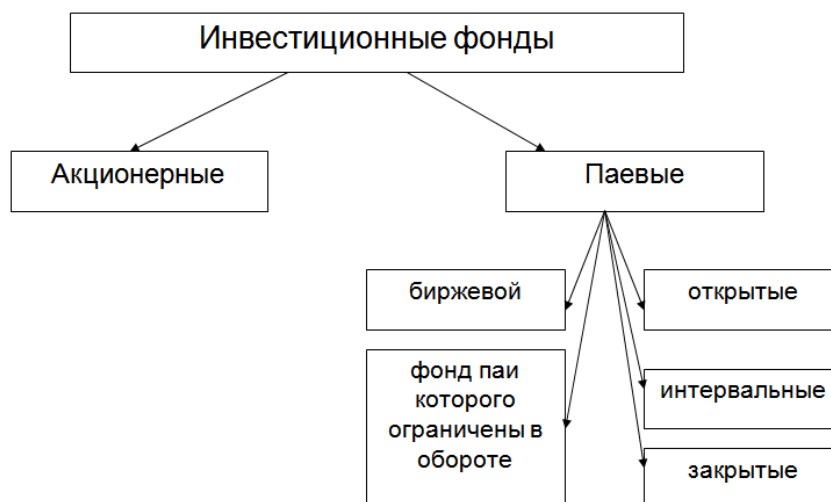 Инвестиционные фонды
Акционерные
Паевые
биржевой
открытые
фонд паи
которого
ограничены в
обороте
интервальные
закрытые